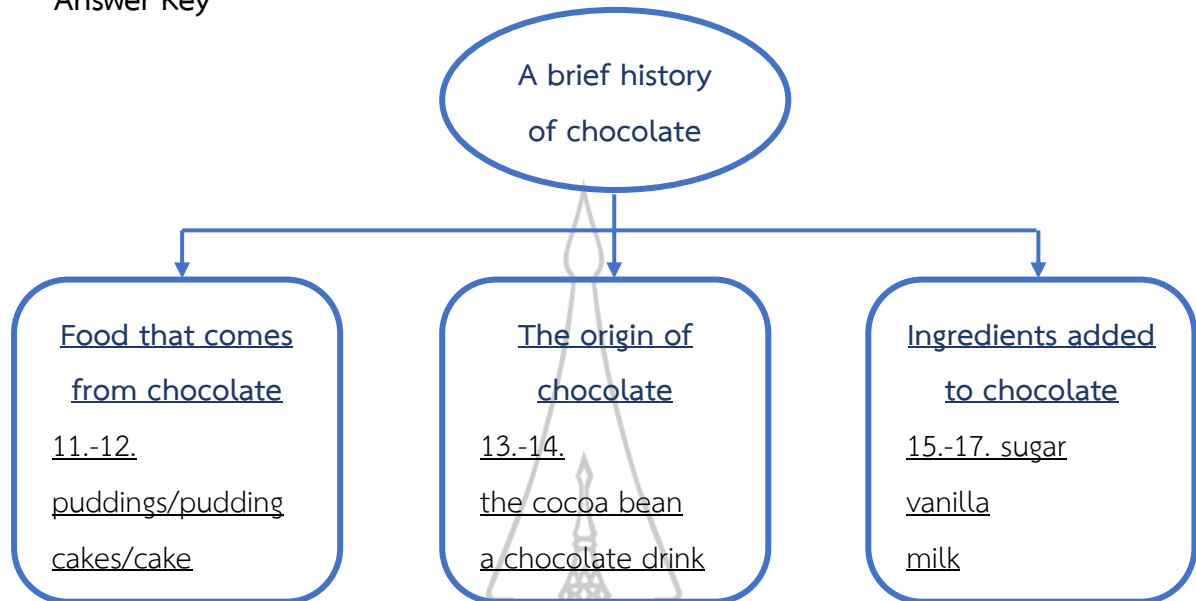 Answer Key
A brief history
of chocolate
Food that comes
from chocolate
11.-12.
puddings/pudding
cakes/cake
The origin of
chocolate
13.-14.
the cocoa bean
a chocolate drink
Ingredients added
to chocolate
15.-17. sugar
vanilla
milk